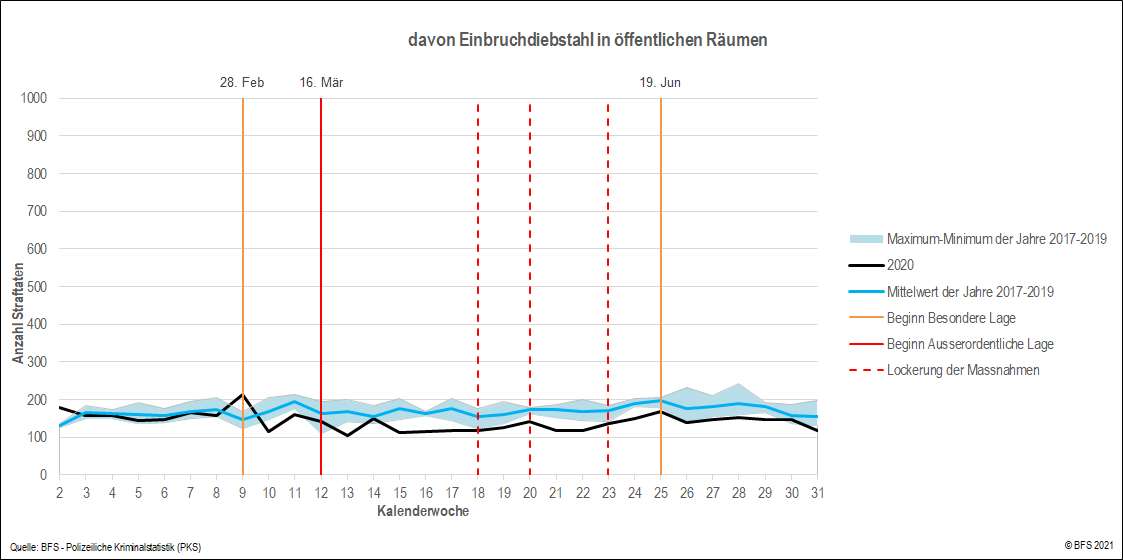 davon Einbruchdiebstahl in öffentlichen Räumen
28. Feb
16. Mär
19. Jun
1000
900
800
700
600
500
400
300
200
100
0
Anzahl Straftaten
2 3 4 5 6 7 8 9 10 11 12 13 14 15 16 17 18 19 20 21 22 23 24 25 26 27 28 29 30 31
Kalenderwoche
Maximum-Minimum der Jahre 2017-2019
2020
Mittelwert der Jahre 2017-2019
Beginn Besondere Lage
Beginn Ausserordentliche Lage
Lockerung der Massnahmen
Quelle: BFS - Polizeiliche Kriminalstatistik (PKS)
© BFS 2021